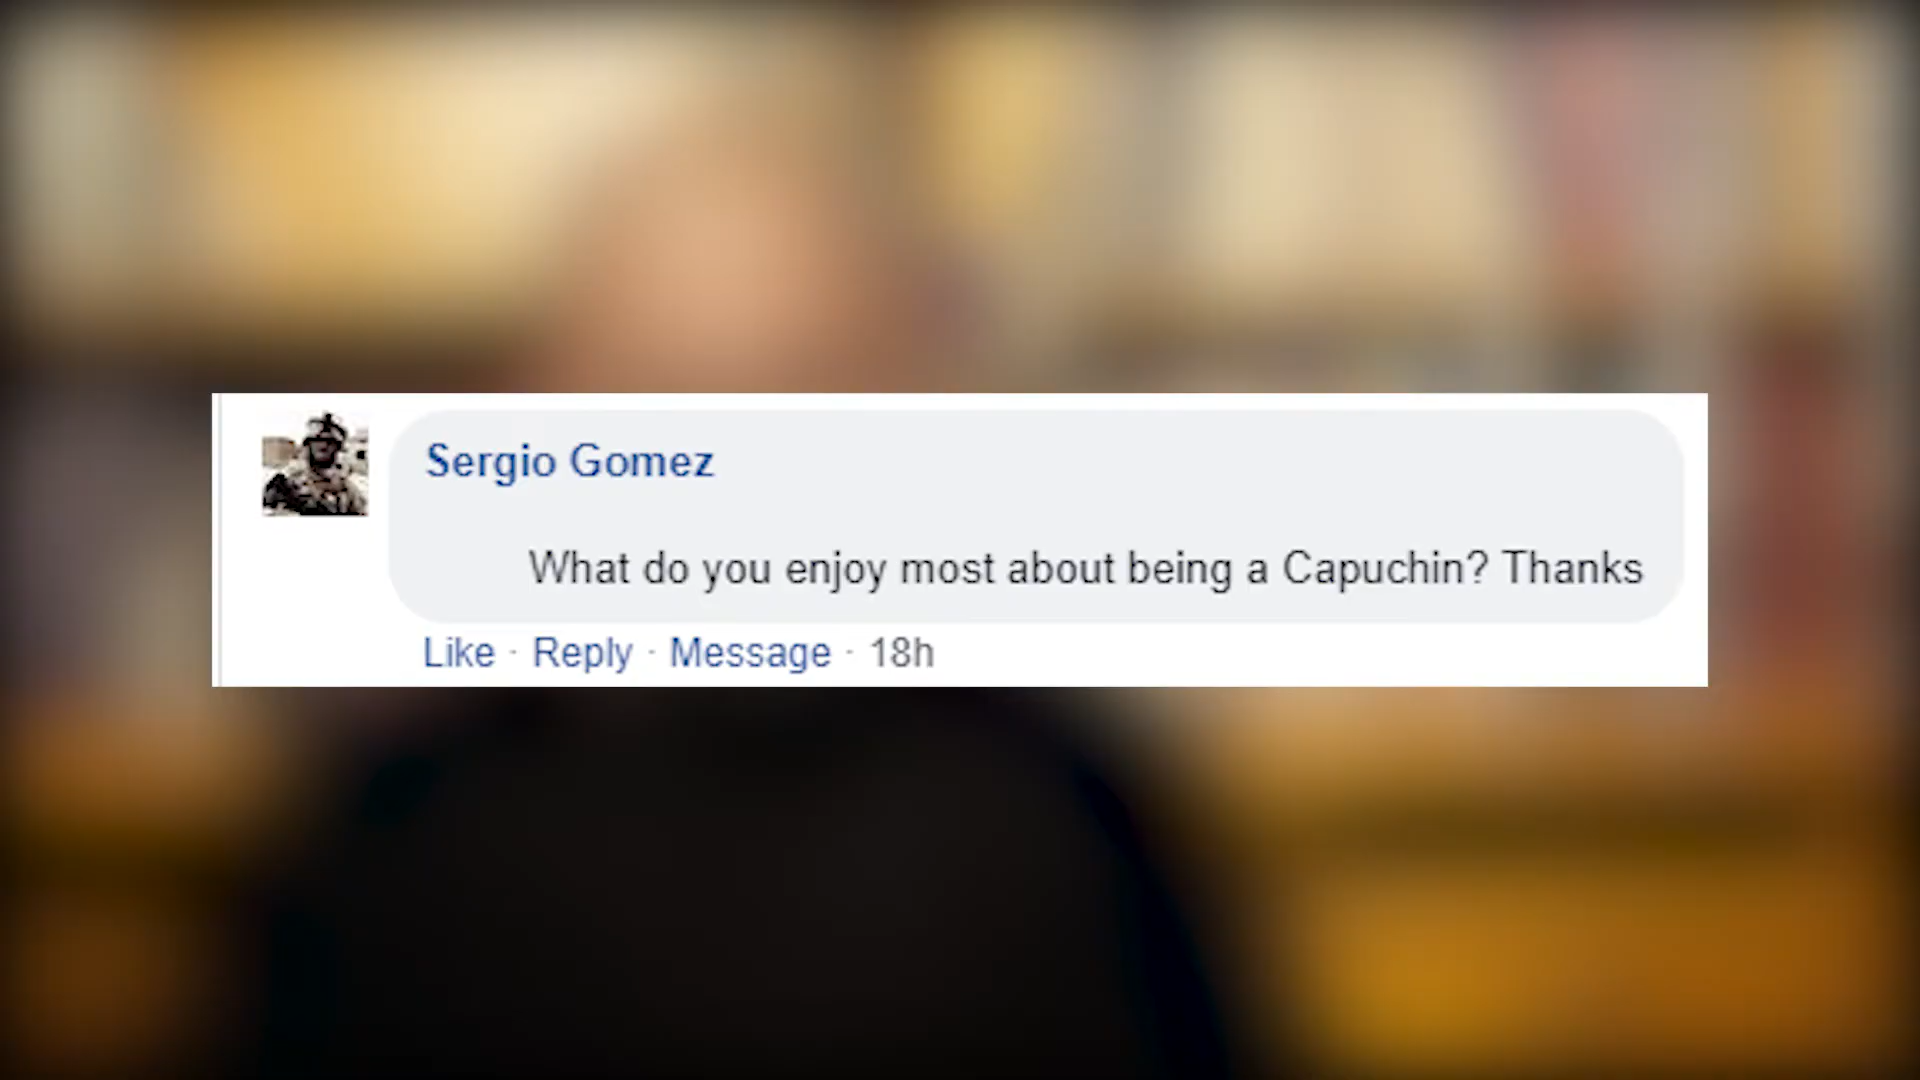 Sergio Gomez
What do you enjoy most about being a Capuchin? Thanks
Like · Reply · Message · 18h